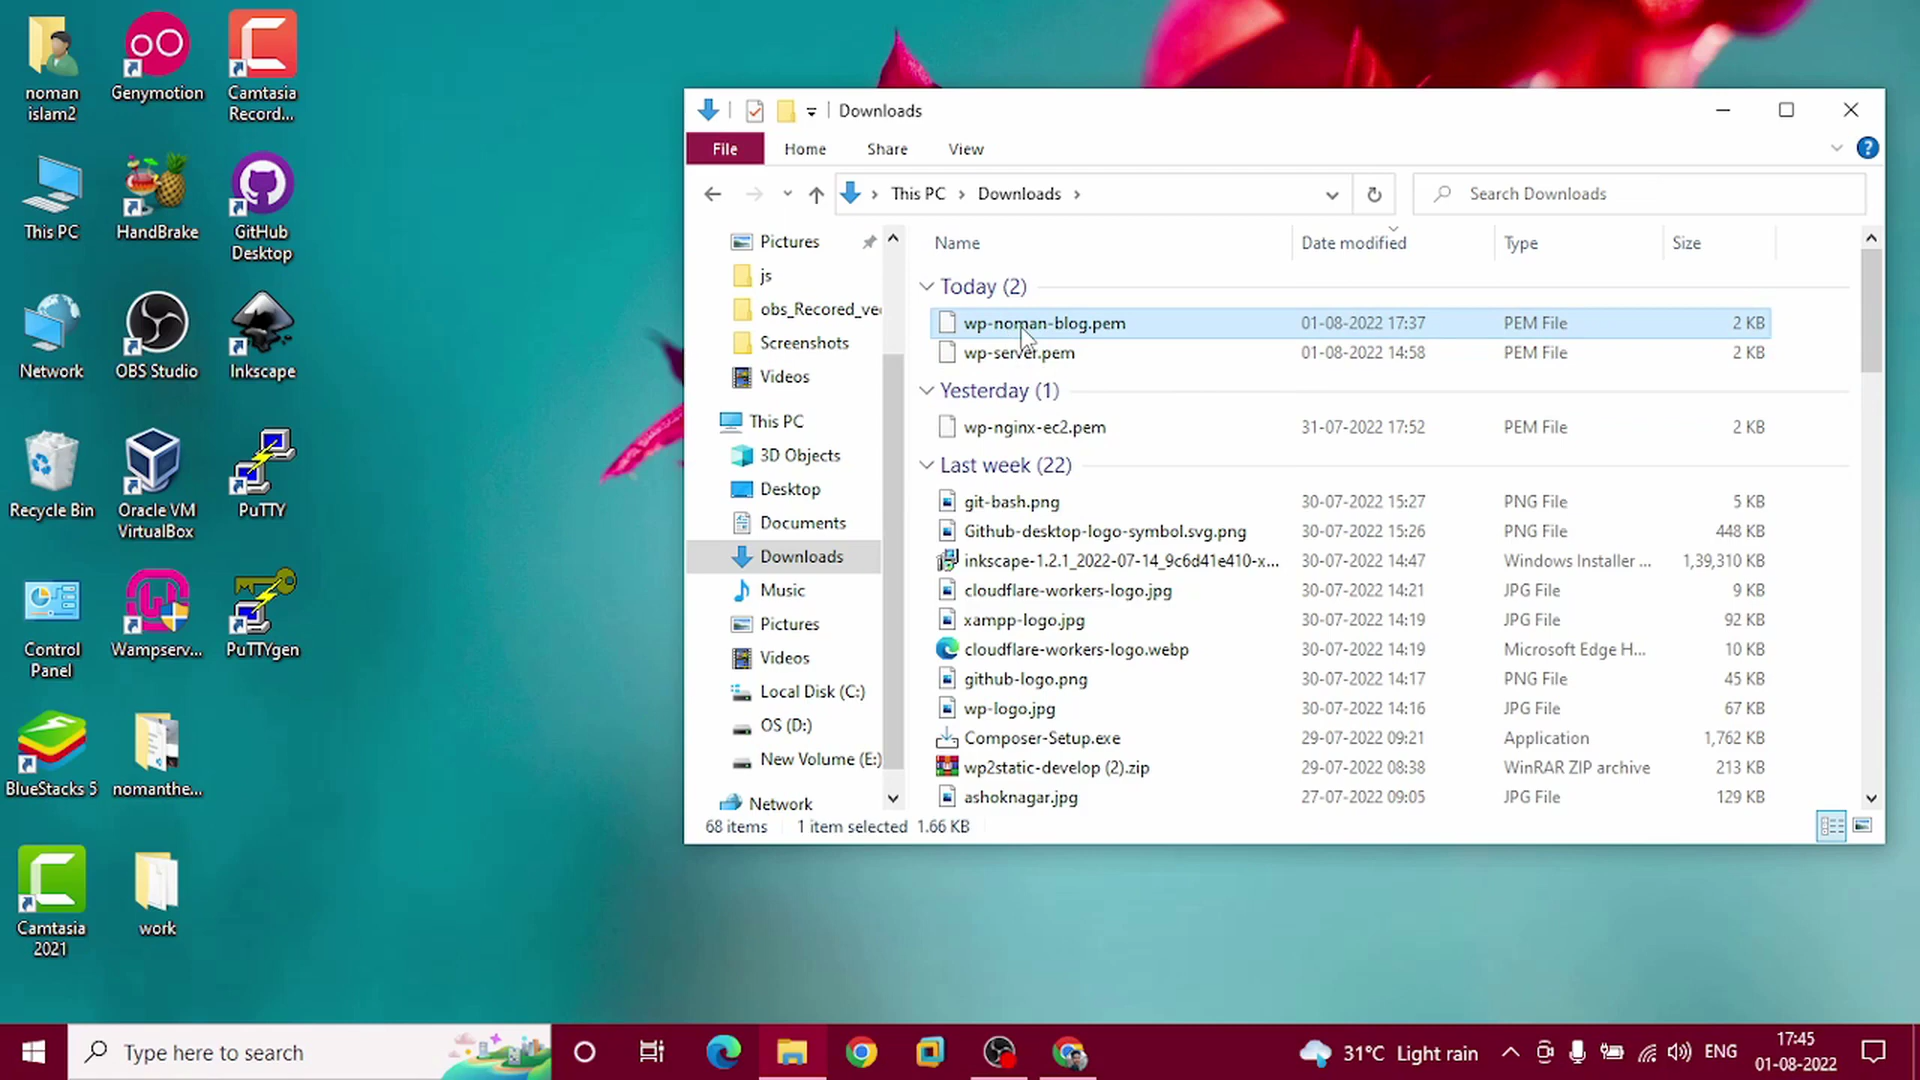 noman
islam2
Genymotion
Camtasia
Record...
This PC
HandBrake
GitHub
Desktop
Network
OBS Studio
Inkscape
Recycle Bin
Oracle VM
VirtualBox
PuTTY
Control
Panel
Wampserv...
PuTTYgen
BlueStacks 5
nomanthe...
Camtasia
2021
work
Downloads
File Home Share View
This PC > Downloads >
Search Downloads
Pictures
js
obs_Recored_ve
Screenshots
Videos
This PC
3D Objects
Desktop
Documents
Downloads
Music
Pictures
Videos
Local Disk (C:)
OS (D:)
New Volume (E:)
Network
Name Date modified Type Size
Today (2)
wp-noman-blog.pem 01-08-2022 17:37 PEM File 2 KB
wp-server.pem 01-08-2022 14:58 PEM File 2 KB
Yesterday (1)
wp-nginx-ec2.pem 31-07-2022 17:52 PEM File 2 KB
Last week (22)
git-bash.png 30-07-2022 15:27 PNG File 5 KB
Github-desktop-logo-symbol.svg.png 30-07-2022 15:26 PNG File 448 KB
inkscape-1.2.1_2022-07-14_9c6d41e410-x... 30-07-2022 14:47 Windows Installer ... 1,39,310 KB
cloudflare-workers-logo.jpg 30-07-2022 14:21 JPG File 9 KB
xampp-logo.jpg 30-07-2022 14:19 JPG File 92 KB
cloudflare-workers-logo.webp 30-07-2022 14:19 Microsoft Edge H... 10 KB
github-logo.png 30-07-2022 14:17 PNG File 45 KB
wp-logo.jpg 30-07-2022 14:16 JPG File 67 KB
Composer-Setup.exe 29-07-2022 09:21 Application 1,762 KB
wp2static-develop (2).zip 29-07-2022 08:38 WinRAR ZIP archive 213 KB
ashoknagar.jpg 27-07-2022 09:05 JPG File 129 KB
68 items 1 item selected 1.66 KB
Type here to search
31°C Light rain
ENG
17:45
01-08-2022